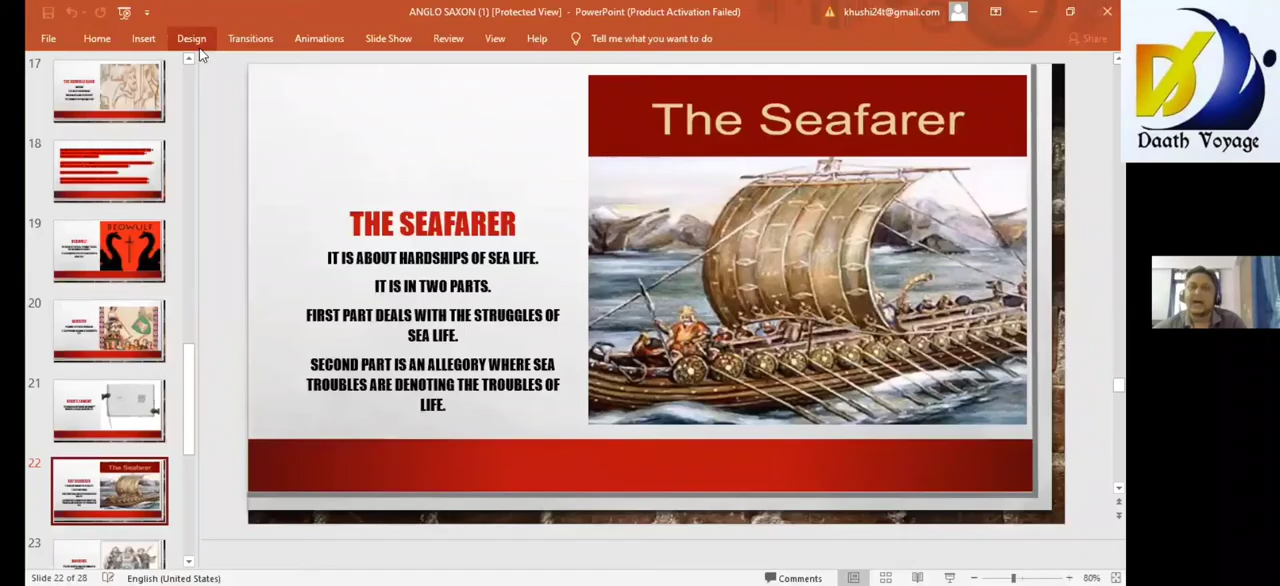 ANGLO SAXON (1) [Protected View] - PowerPoint (Product Activation Failed)
khushi24t@gmail.com
File Home Insert Design Transitions Animations Slide Show Review View Help Tell me what you want to do Share
Daath Voyage
17
18
19
BEOWULF
20
21
22
The Seafarer
23
The Seafarer
THE SEAFARER
IT IS ABOUT HARDSHIPS OF SEA LIFE.
IT IS IN TWO PARTS.
FIRST PART DEALS WITH THE STRUGGLES OF
SEA LIFE.
SECOND PART IS AN ALLEGORY WHERE SEA
TROUBLES ARE DENOTING THE TROUBLES OF
LIFE.
Slide 22 of 28 English (United States) Comments 80%